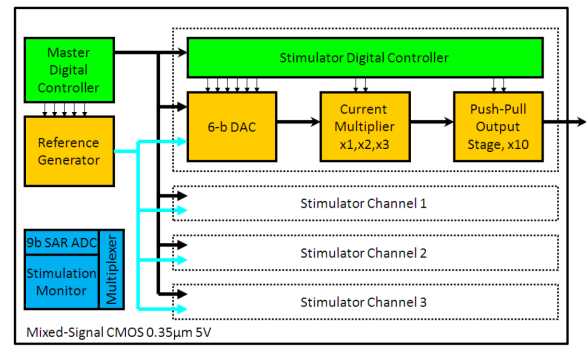 Master
Digital
Controller
Stimulator Digital Controller
Reference
Generator
6-b DAC
Current
Multiplier
x1,x2,x3
Push-Pull
Output
Stage, x10
Stimulator Channel 1
9b SAR ADC
Stimulation
Monitor
Multiplexer
Stimulator Channel 2
Stimulator Channel 3
Mixed-Signal CMOS 0.35μm 5V